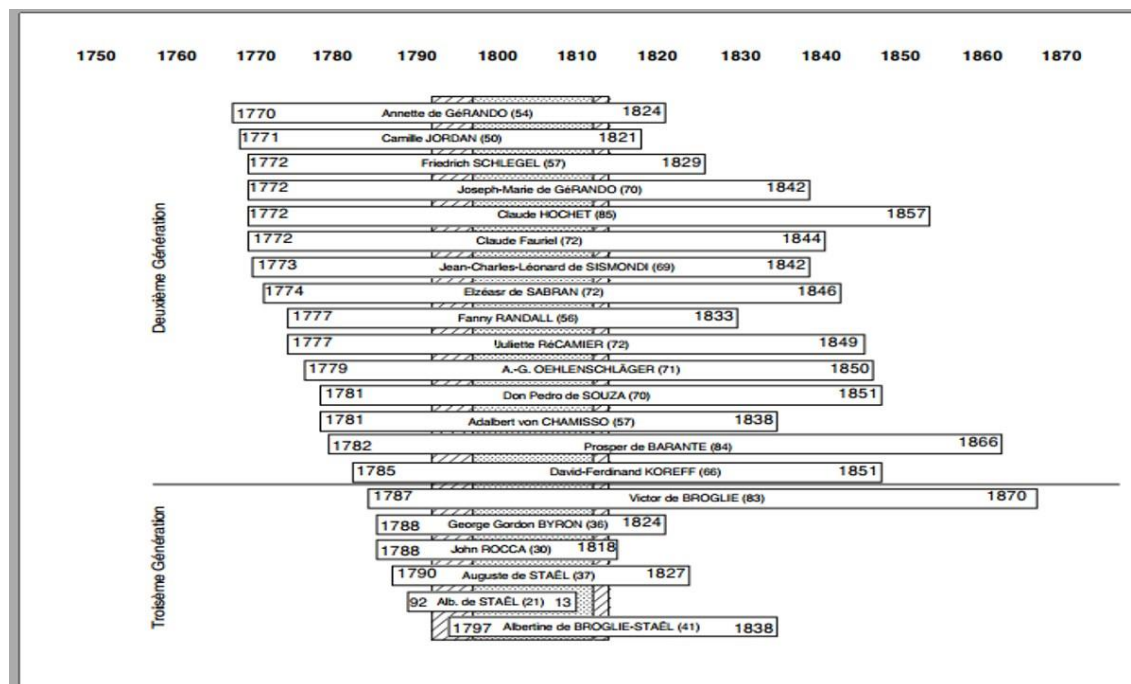 1750 1760 1770 1780 1790 1800 1810 1820 1830 1840 1850 1860 1870
Deuxième Génération
1770 Annette de GéRANDO (54) 1824
1771 Camille JORDAN (50) 1821
1772 Friedrich SCHLEGEL (57) 1829
1772 Joseph-Marie de GéRANDO (70) 1842
1772 Claude HOCHET (85) 1857
1772 Claude Fauriel (72) 1844
1773 Jean-Charles-Léonard de SISMONDI (69) 1842
1774 Elzéasr de SABRAN (72) 1846
1777 Fanny RANDALL (56) 1833
1777 Juliette RéCAMIER (72) 1849
1779 A.-G. OEHLENSCHLÄGER (71) 1850
1781 Don Pedro de SOUZA (70) 1851
1781 Adalbert von CHAMISSO (57) 1838
1782 Prosper de BARANTE (84) 1866
1785 David-Ferdinand KOREFF (66) 1851
Troisème Génération
1787 Victor de BROGLIE (83) 1870
1788 George Gordon BYRON (36) 1824
1788 John ROCCA (30) 1818
1790 Auguste de STAËL (37) 1827
92 Alb. de STAËL (21) 13
1797 Albertine de BROGLIE-STAËL (41) 1838